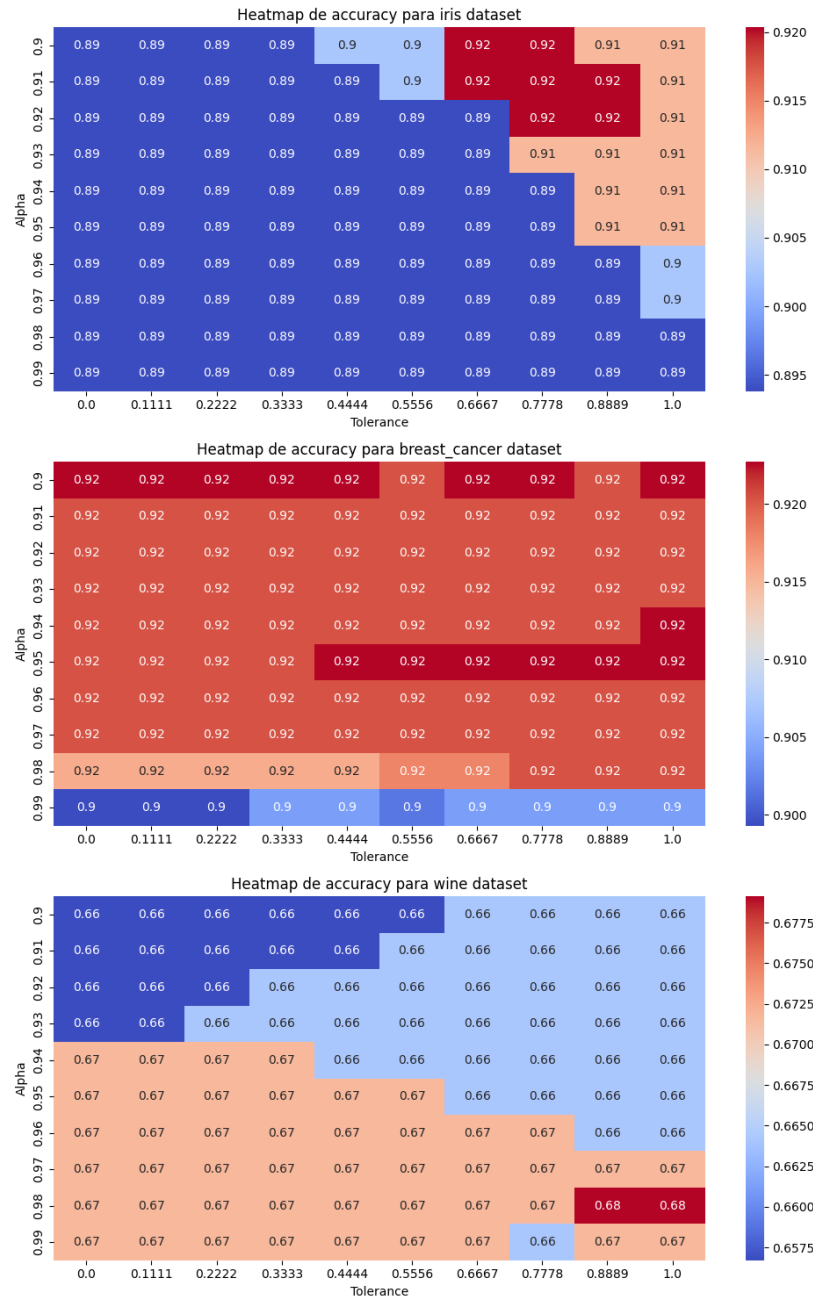 Heatmap de accuracy para iris dataset
0.9 0.89 0.89 0.89 0.89 0.9 0.9 0.92 0.92 0.91 0.91 0.920
0.91 0.89 0.89 0.89 0.89 0.89 0.9 0.92 0.92 0.92 0.91 0.915
0.92 0.89 0.89 0.89 0.89 0.89 0.89 0.89 0.92 0.92 0.91
0.93 0.89 0.89 0.89 0.89 0.89 0.89 0.89 0.91 0.91 0.91 0.910
0.94 0.89 0.89 0.89 0.89 0.89 0.89 0.89 0.89 0.91 0.91
Alpha
0.95 0.89 0.89 0.89 0.89 0.89 0.89 0.89 0.89 0.91 0.91 0.905
0.96 0.89 0.89 0.89 0.89 0.89 0.89 0.89 0.89 0.89 0.9
0.97 0.89 0.89 0.89 0.89 0.89 0.89 0.89 0.89 0.89 0.9 0.900
0.98 0.89 0.89 0.89 0.89 0.89 0.89 0.89 0.89 0.89 0.89
0.99 0.89 0.89 0.89 0.89 0.89 0.89 0.89 0.89 0.89 0.89 0.895
0.0 0.1111 0.2222 0.3333 0.4444 0.5556 0.6667 0.7778 0.8889 1.0
Tolerance
Heatmap de accuracy para breast_cancer dataset
0.9 0.92 0.92 0.92 0.92 0.92 0.92 0.92 0.92 0.92 0.92 0.920
0.91 0.92 0.92 0.92 0.92 0.92 0.92 0.92 0.92 0.92 0.92
0.92 0.92 0.92 0.92 0.92 0.92 0.92 0.92 0.92 0.92 0.92 0.915
0.93 0.92 0.92 0.92 0.92 0.92 0.92 0.92 0.92 0.92 0.92
0.94 0.92 0.92 0.92 0.92 0.92 0.92 0.92 0.92 0.92 0.92 0.910
Alpha
0.95 0.92 0.92 0.92 0.92 0.92 0.92 0.92 0.92 0.92 0.92
0.96 0.92 0.92 0.92 0.92 0.92 0.92 0.92 0.92 0.92 0.92
0.97 0.92 0.92 0.92 0.92 0.92 0.92 0.92 0.92 0.92 0.92 0.905
0.98 0.92 0.92 0.92 0.92 0.92 0.92 0.92 0.92 0.92 0.92
0.99 0.9 0.9 0.9 0.9 0.9 0.9 0.9 0.9 0.9 0.9 0.900
0.0 0.1111 0.2222 0.3333 0.4444 0.5556 0.6667 0.7778 0.8889 1.0
Tolerance
Heatmap de accuracy para wine dataset
0.9 0.66 0.66 0.66 0.66 0.66 0.66 0.66 0.66 0.66 0.66
0.91 0.66 0.66 0.66 0.66 0.66 0.66 0.66 0.66 0.66 0.66 0.6775
0.92 0.66 0.66 0.66 0.66 0.66 0.66 0.66 0.66 0.66 0.66 0.6750
0.93 0.66 0.66 0.66 0.66 0.66 0.66 0.66 0.66 0.66 0.66 0.6725
0.94 0.67 0.67 0.67 0.67 0.66 0.66 0.66 0.66 0.66 0.66 0.6700
Alpha
0.95 0.67 0.67 0.67 0.67 0.67 0.67 0.66 0.66 0.66 0.66 0.6675
0.96 0.67 0.67 0.67 0.67 0.67 0.67 0.67 0.67 0.66 0.66 0.6650
0.97 0.67 0.67 0.67 0.67 0.67 0.67 0.67 0.67 0.67 0.67 0.6625
0.98 0.67 0.67 0.67 0.67 0.67 0.67 0.67 0.67 0.68 0.68 0.6600
0.99 0.67 0.67 0.67 0.67 0.67 0.67 0.67 0.66 0.67 0.67 0.6575
0.0 0.1111 0.2222 0.3333 0.4444 0.5556 0.6667 0.7778 0.8889 1.0
Tolerance